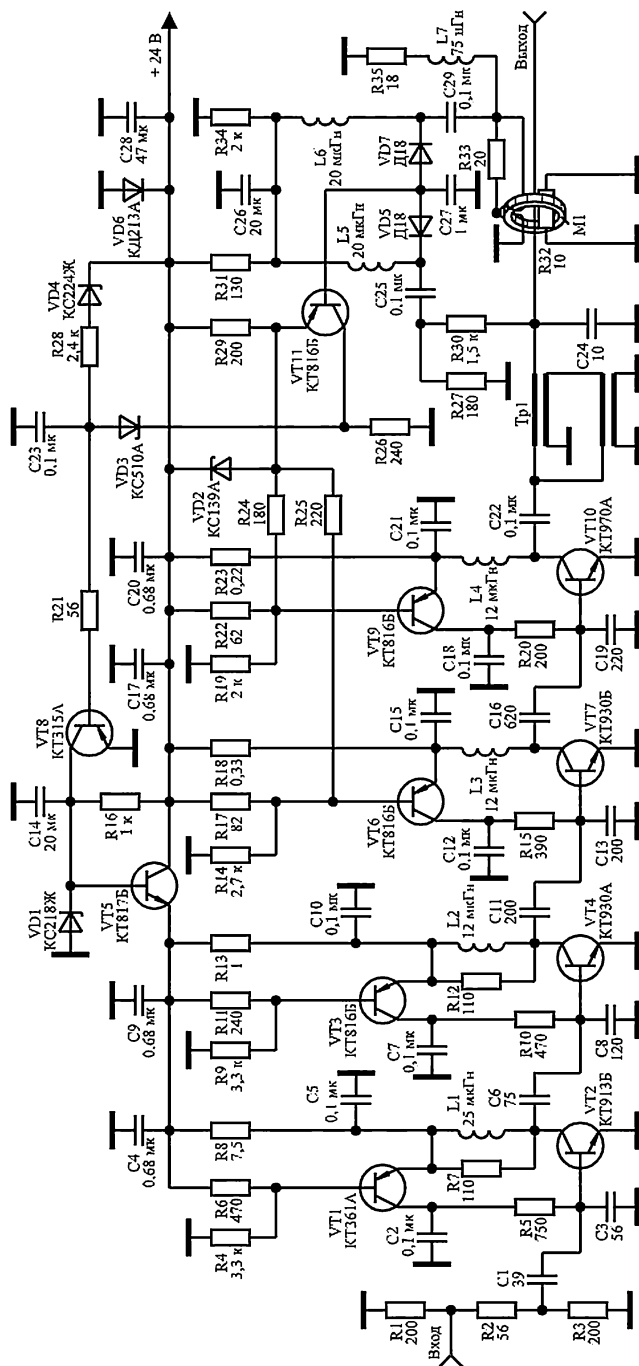 VD1
КС218Ж
C14
20 мк
VT8
КТ315А
R21
56
C23
0.1 мк
R28
2,4 к
VD4
КС224Ж
VD6
КД213А
C28
47 мк
+ 24 В
C4
0.68 мк
C9
0.68 мк
VT5
КТ817Б
R16
1 к
C17
0,68 мк
C20
0.68 мк
VD3
КС510А
R4
3,3 к
R6
470
R8
7,5
R9
3,3 к
R11
240
R13
1
R14
2,7 к
R17
82
R18
0,33
R19
2 к
R22
62
R23
0,22
VD2
КС139А
R24
180
R25
220
R29
200
R31
130
C26
20 мк
R34
2 к
C5
0,1 мк
C10
0,1 мк
VT11
КТ816Б
L5
20 мкГн
L6
20 мкГн
R35
18
VT1
КТ361А
C2
0,1 мк
VT3
КТ816Б
C7
0,1 мк
VT6
КТ816Б
C12
0.1 мк
C15
0,1 мк
VT9
КТ816Б
C18
0.1 мк
C21
0.1 мк
R26
240
C25
0.1 мк
VD5
Д18
VD7
Д18
C29
0,1 мк
L7
75 нГн
R7
110
L1
25 мкГн
R12
110
L2
12 мкГн
L3
12 мкГн
L4
12 мкГн
R27
180
R30
1,5 к
C27
1 мк
R33
20
R1
200
R2
56
R3
200
Вход
C1
39
R5
750
C3
56
C6
75
R10
470
C8
120
C11
200
R15
390
C13
200
C16
620
R20
200
C19
220
C22
0,1 мк
VT2
КТ913Б
VT4
КТ930А
VT7
КТ930Б
VT10
КТ970А
Тр1
C24
10
R32
10
M1
Выход